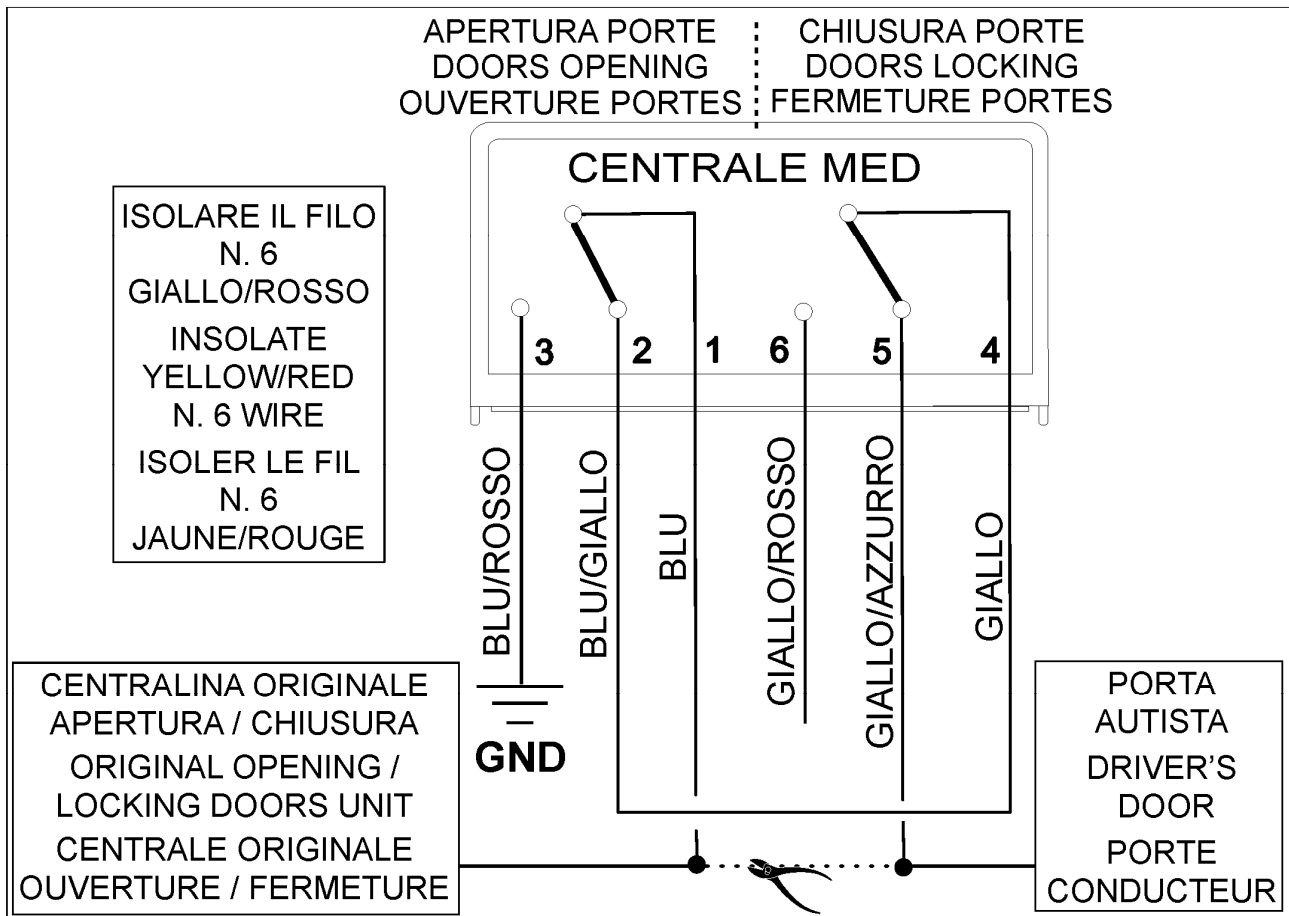 APERTURA PORTE
DOORS OPENING
OUVERTURE PORTES
CHIUSURA PORTE
DOORS LOCKING
FERMETURE PORTES
CENTRALE MED
ISOLARE IL FILO
N. 6
GIALLO/ROSSO
INSOLATE
YELLOW/RED
N. 6 WIRE
ISOLER LE FIL
N. 6
JAUNE/ROUGE
3
2
1
6
5
4
BLU/ROSSO
BLU/GIALLO
BLU
GIALLO/ROSSO
GIALLO/AZZURRO
GIALLO
GND
CENTRALINA ORIGINALE
APERTURA / CHIUSURA
ORIGINAL OPENING /
LOCKING DOORS UNIT
CENTRALE ORIGINALE
OUVERTURE / FERMETURE
PORTA
AUTISTA
DRIVER'S
DOOR
PORTE
CONDUCTEUR